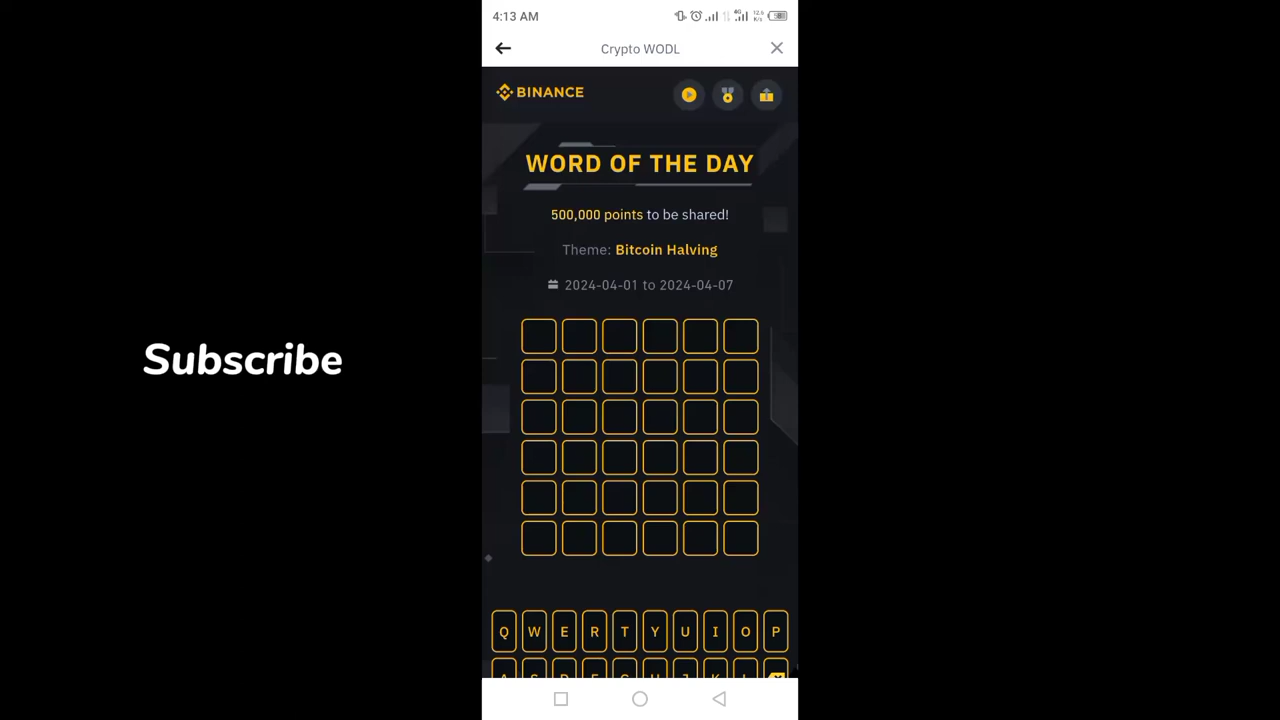 4:13 AM
Crypto WODL
BINANCE
WORD OF THE DAY
500,000 points to be shared!
Theme: Bitcoin Halving
2024-04-01 to 2024-04-07
Subscribe
Q W E R T Y U I O P